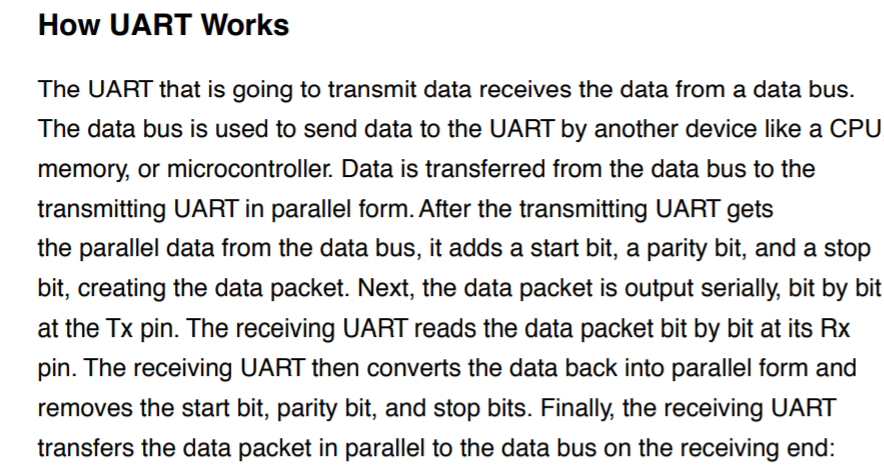 How UART Works
The UART that is going to transmit data receives the data from a data bus.
The data bus is used to send data to the UART by another device like a CPU,
memory, or microcontroller. Data is transferred from the data bus to the
transmitting UART in parallel form. After the transmitting UART gets
the parallel data from the data bus, it adds a start bit, a parity bit, and a stop
bit, creating the data packet. Next, the data packet is output serially, bit by bit
at the Tx pin. The receiving UART reads the data packet bit by bit at its Rx
pin. The receiving UART then converts the data back into parallel form and
removes the start bit, parity bit, and stop bits. Finally, the receiving UART
transfers the data packet in parallel to the data bus on the receiving end: